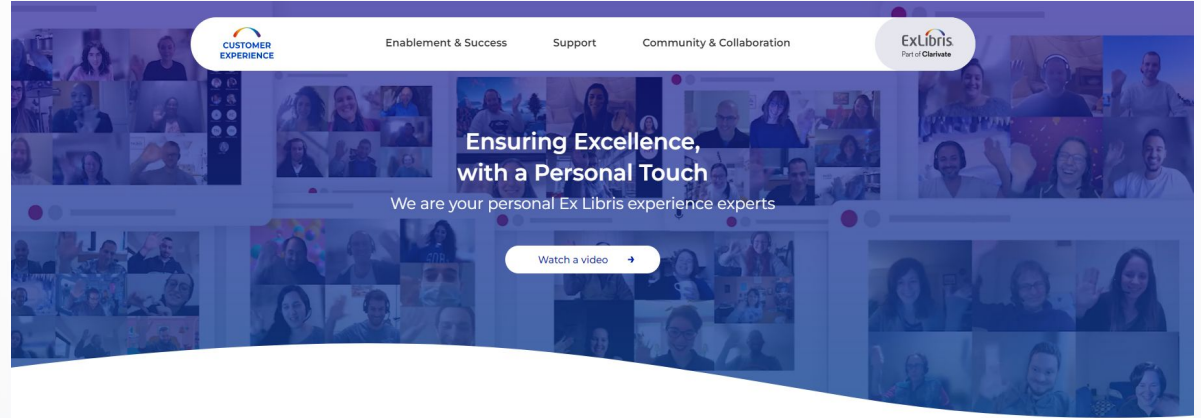 CUSTOMER
EXPERIENCE
Enablement & Success
Support
Community & Collaboration
ExLibris
Part of Clarivate
Ensuring Excellence,
with a Personal Touch
We are your personal Ex Libris experience experts
Watch a video